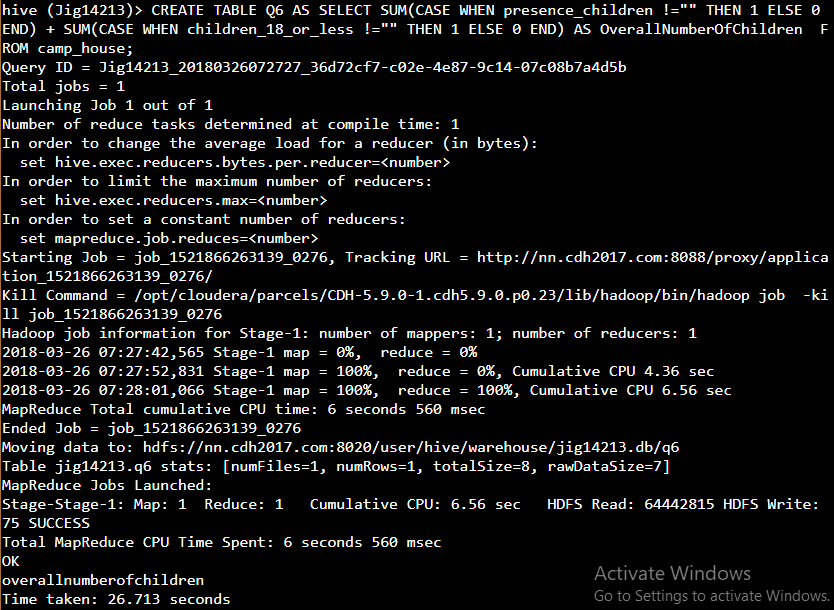 hive (Jig14213)> CREATE TABLE Q6 AS SELECT SUM(CASE WHEN presence_children !="" THEN 1 ELSE 0
END) + SUM(CASE WHEN children_18_or_less !="" THEN 1 ELSE 0 END) AS OverallNumberOfChildren  F
ROM camp_house;
Query ID = Jig14213_20180326072727_36d72cf7-c02e-4e87-9c14-07c08b7a4d5b
Total jobs = 1
Launching Job 1 out of 1
Number of reduce tasks determined at compile time: 1
In order to change the average load for a reducer (in bytes):
  set hive.exec.reducers.bytes.per.reducer=<number>
In order to limit the maximum number of reducers:
  set hive.exec.reducers.max=<number>
In order to set a constant number of reducers:
  set mapreduce.job.reduces=<number>
Starting Job = job_1521866263139_0276, Tracking URL = http://nn.cdh2017.com:8088/proxy/applica
tion_1521866263139_0276/
Kill Command = /opt/cloudera/parcels/CDH-5.9.0-1.cdh5.9.0.p0.23/lib/hadoop/bin/hadoop job  -ki
ll job_1521866263139_0276
Hadoop job information for Stage-1: number of mappers: 1; number of reducers: 1
2018-03-26 07:27:42,565 Stage-1 map = 0%,  reduce = 0%
2018-03-26 07:27:52,831 Stage-1 map = 100%,  reduce = 0%, Cumulative CPU 4.36 sec
2018-03-26 07:28:01,066 Stage-1 map = 100%,  reduce = 100%, Cumulative CPU 6.56 sec
MapReduce Total cumulative CPU time: 6 seconds 560 msec
Ended Job = job_1521866263139_0276
Moving data to: hdfs://nn.cdh2017.com:8020/user/hive/warehouse/jig14213.db/q6
Table jig14213.q6 stats: [numFiles=1, numRows=1, totalSize=8, rawDataSize=7]
MapReduce Jobs Launched:
Stage-Stage-1: Map: 1  Reduce: 1   Cumulative CPU: 6.56 sec   HDFS Read: 64442815 HDFS Write:
75 SUCCESS
Total MapReduce CPU Time Spent: 6 seconds 560 msec
OK
overallnumberofchildren
Time taken: 26.713 seconds
Activate Windows
Go to Settings to activate Windows.